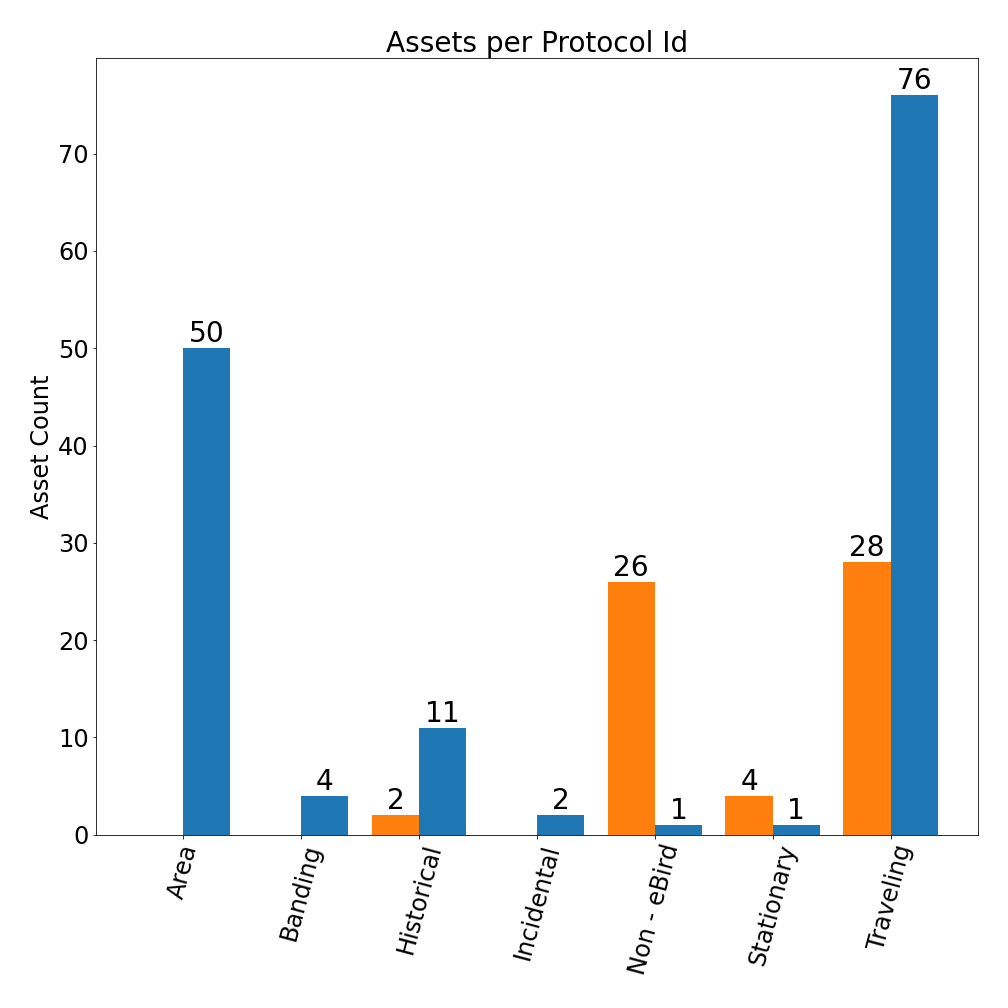 Assets per Protocol Id
Asset Count
70
60
50
40
30
20
10
0
50
4
2
11
2
26
1
4
1
28
76
Area
Banding
Historical
Incidental
Non - eBird
Stationary
Traveling